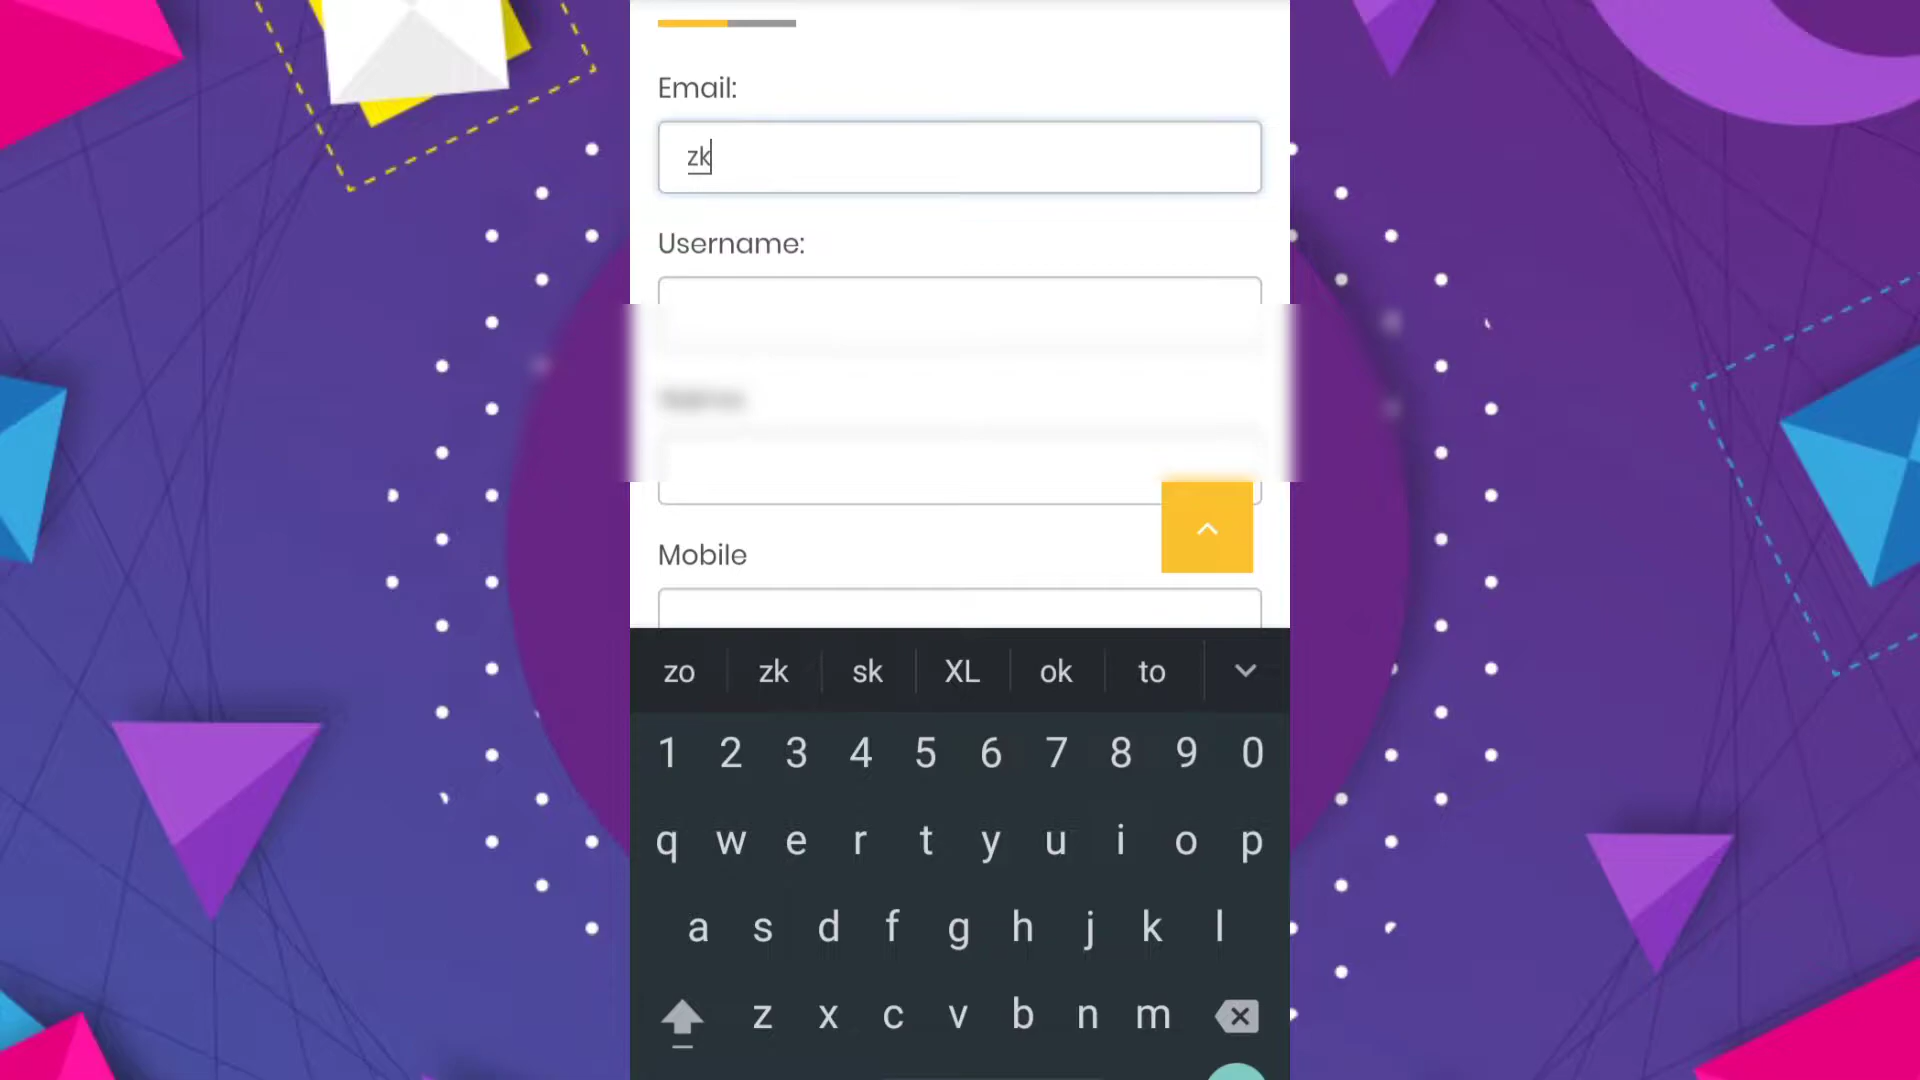 Email:
zk
Username:
Mobile
zo zk sk XL ok to
1 2 3 4 5 6 7 8 9 0
q w e r t y u i o p
a s d f g h j k l
z x c v b n m